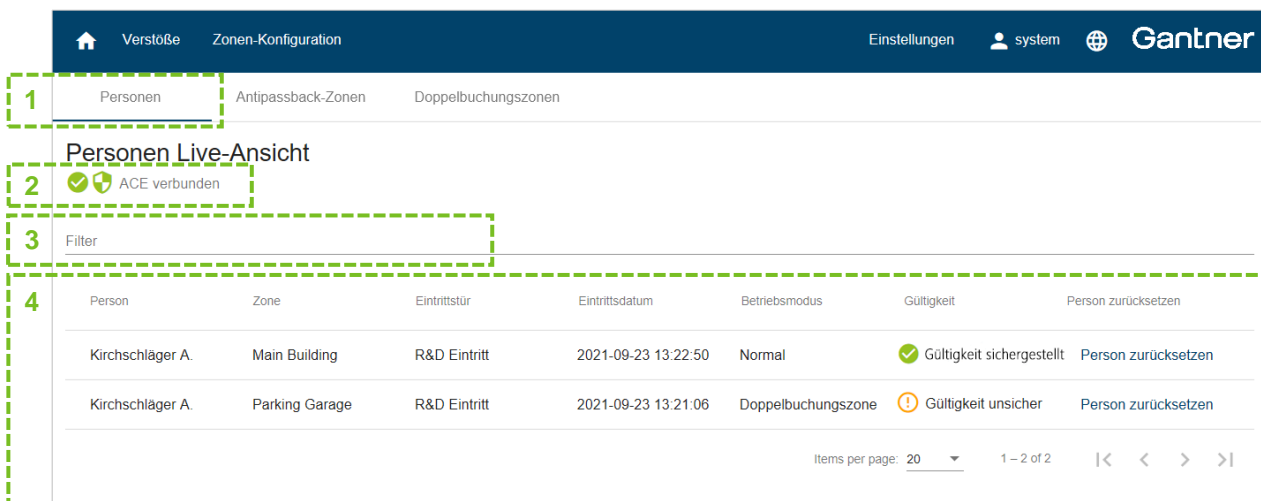 Verstöße Zonen-Konfiguration Einstellungen system Gantner
1 Personen Antipassback-Zonen Doppelbuchungszonen
Personen Live-Ansicht
2 ACE verbunden
3 Filter
4 Person Zone Eintrittstür Eintrittsdatum Betriebsmodus Gültigkeit Person zurücksetzen
Kirchschläger A. Main Building R&D Eintritt 2021-09-23 13:22:50 Normal Gültigkeit sichergestellt Person zurücksetzen
Kirchschläger A. Parking Garage R&D Eintritt 2021-09-23 13:21:06 Doppelbuchungszone Gültigkeit unsicher Person zurücksetzen
Items per page: 20 1 – 2 of 2